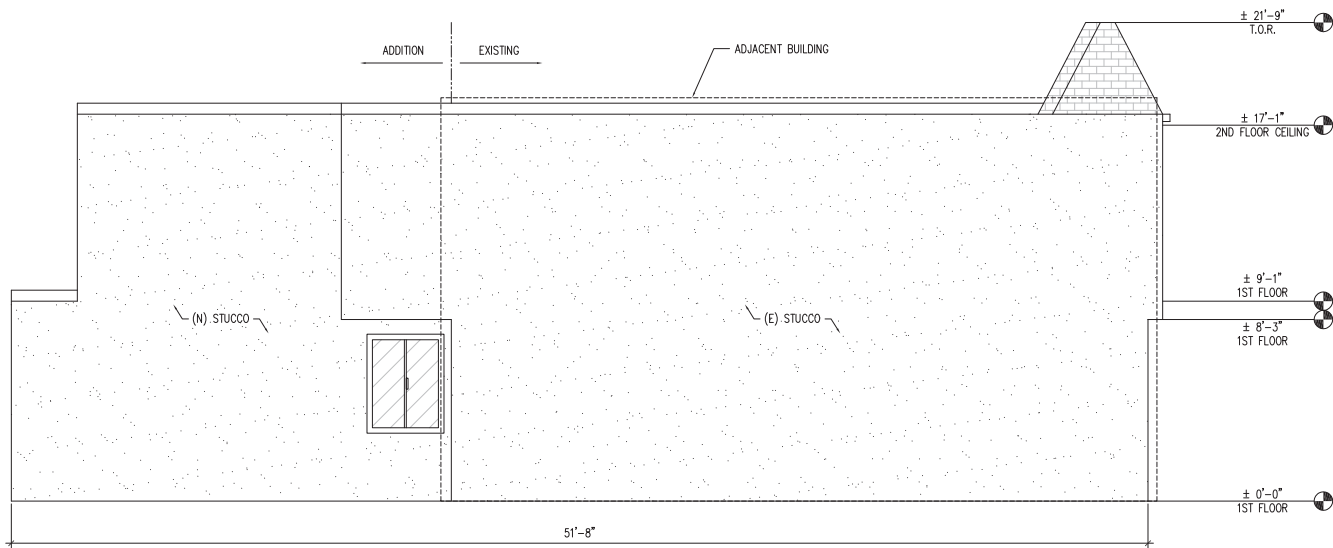 ± 21'-9"
T.O.R.
ADDITION
EXISTING
ADJACENT BUILDING
± 17'-1"
2ND FLOOR CEILING
± 9'-1"
1ST FLOOR
(N) STUCCO
(E) STUCCO
± 8'-3"
1ST FLOOR
± 0'-0"
1ST FLOOR
51'-8"